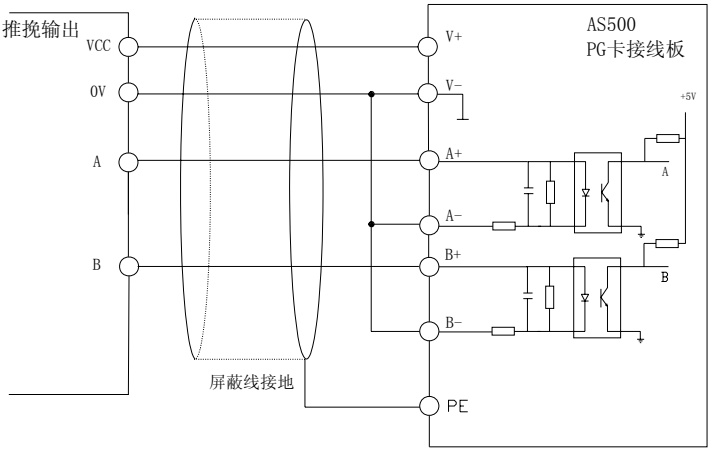 推挽输出
VCC
0V
A
B
屏蔽线接地
AS500
PG卡接线板
V+
V-
+5V
A+
A
A-
B+
B
B-
PE